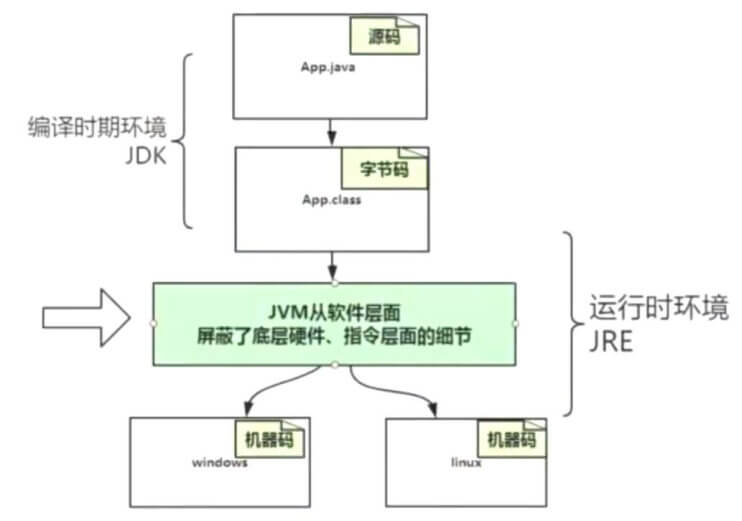 源码
App.java
编译时期环境
JDK
字节码
App.class
JVM从软件层面
屏蔽了底层硬件、指令层面的细节
运行时环境
JRE
机器码
windows
机器码
linux